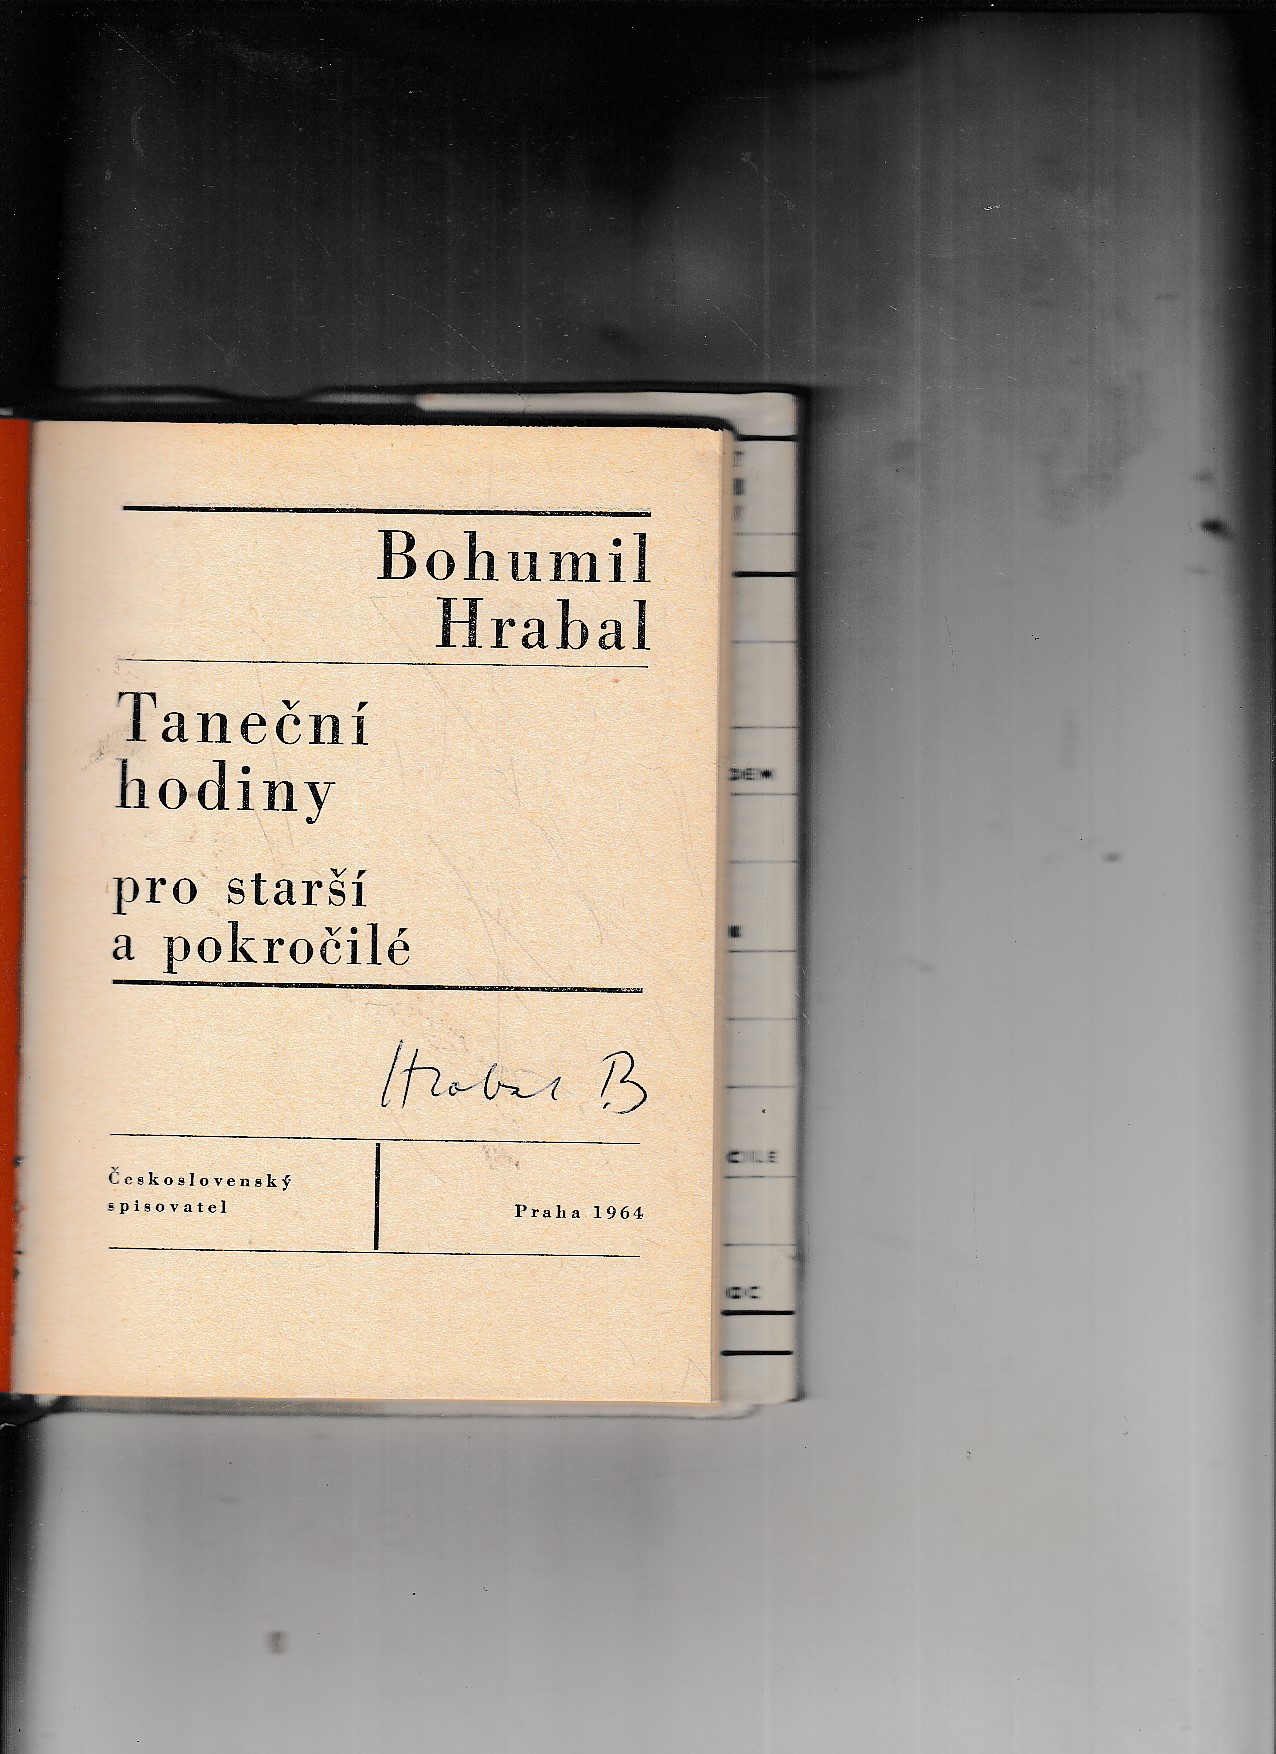 Bohumil
Hrabal
Taneční
hodiny
pro starší
a pokročilé
Hrabal B
Československý
spisovatel
Praha 1964